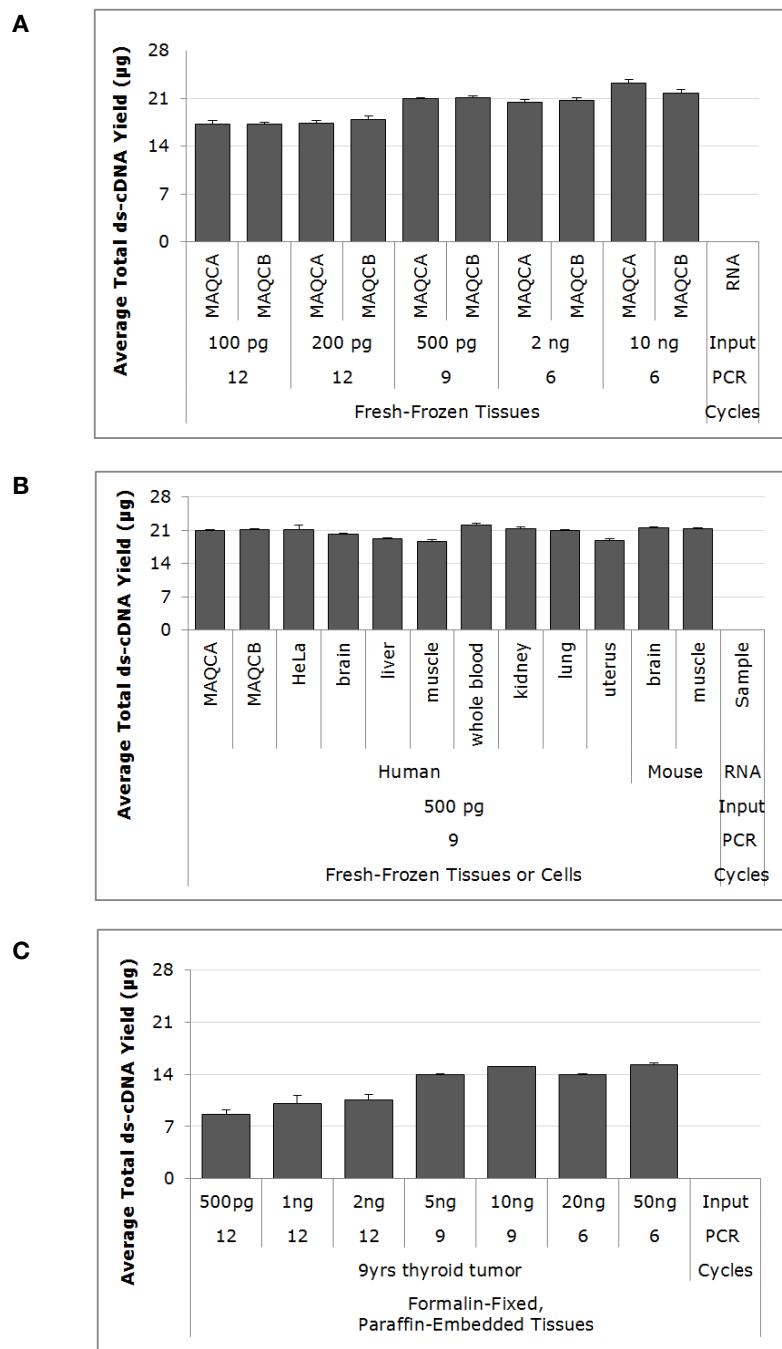 A
Average Total ds-cDNA Yield (µg)
28
21
14
7
0
MAQCA
MAQCB
MAQCA
MAQCB
MAQCA
MAQCB
MAQCA
MAQCB
MAQCA
MAQCB
RNA
100 pg 200 pg 500 pg 2 ng 10 ng Input
12 12 9 6 6 PCR
Fresh-Frozen Tissues Cycles
B
Average Total ds-cDNA Yield (µg)
28
21
14
7
0
MAQCA
MAQCB
HeLa
brain
liver
muscle
whole blood
kidney
lung
uterus
brain
muscle
Sample
Human Mouse RNA
500 pg Input
9 PCR
Fresh-Frozen Tissues or Cells Cycles
C
Average Total ds-cDNA Yield (µg)
28
21
14
7
0
500pg 1ng 2ng 5ng 10ng 20ng 50ng Input
12 12 12 9 9 6 6 PCR
9yrs thyroid tumor Cycles
Formalin-Fixed,
Paraffin-Embedded Tissues